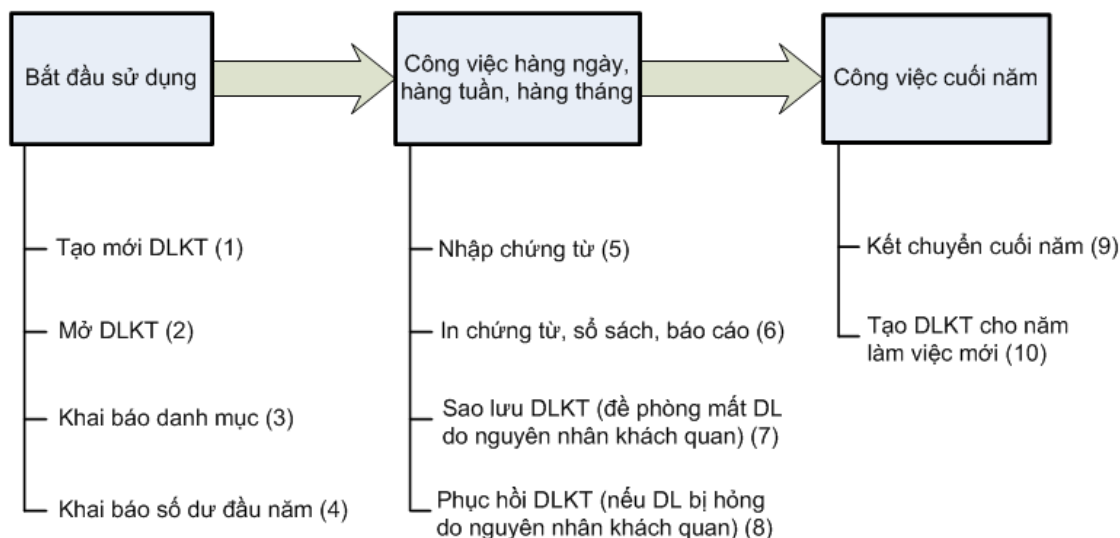 Bắt đầu sử dụng
Công việc hàng ngày,
hàng tuần, hàng tháng
Công việc cuối năm
Tạo mới DLKT (1)
Mở DLKT (2)
Khai báo danh mục (3)
Khai báo số dư đầu năm (4)
Nhập chứng từ (5)
In chứng từ, sổ sách, báo cáo (6)
Sao lưu DLKT (đề phòng mất DL
do nguyên nhân khách quan) (7)
Phục hồi DLKT (nếu DL bị hỏng
do nguyên nhân khách quan) (8)
Kết chuyển cuối năm (9)
Tạo DLKT cho năm
làm việc mới (10)